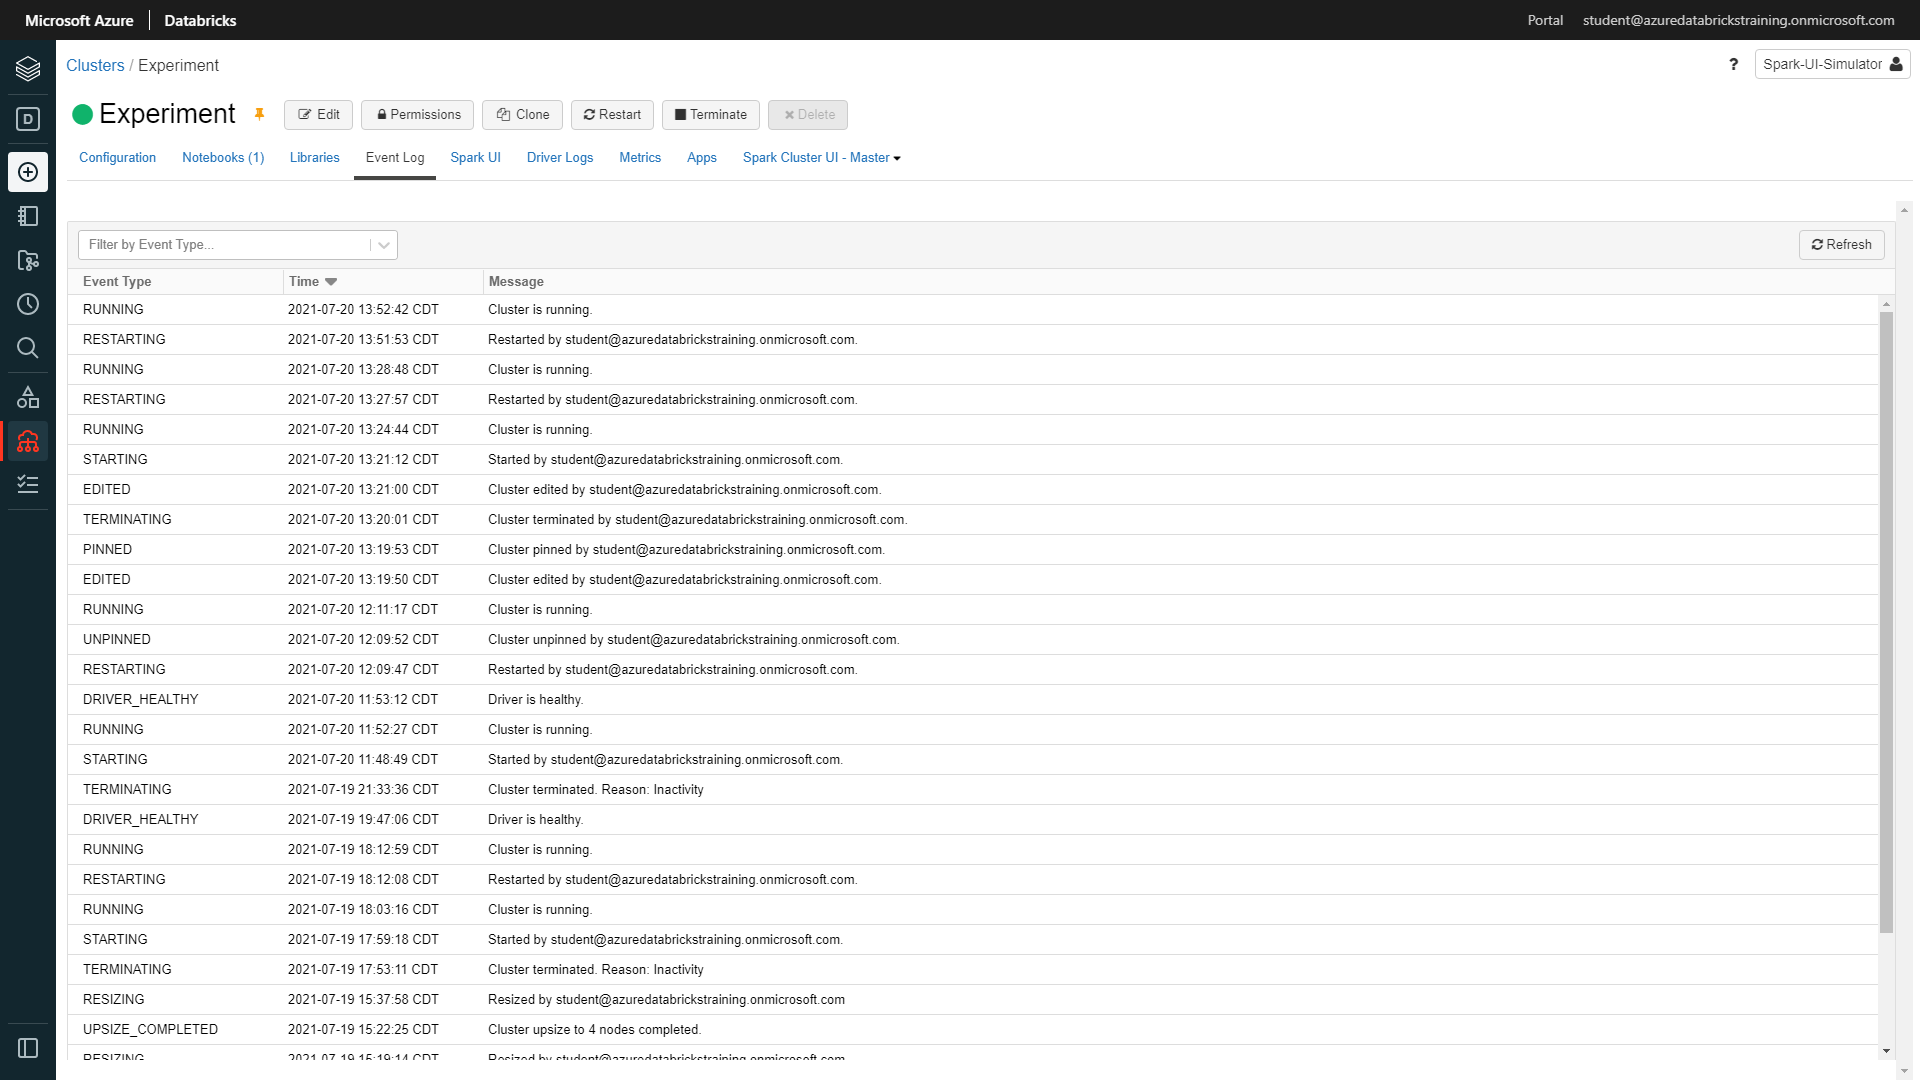 Microsoft Azure Databricks Portal student@azuredatabrickstraining.onmicrosoft.com
Clusters / Experiment ? Spark-UI-Simulator
Experiment Edit Permissions Clone Restart Terminate Delete
Configuration Notebooks (1) Libraries Event Log Spark UI Driver Logs Metrics Apps Spark Cluster UI - Master
D
Filter by Event Type... Refresh
Event Type Time Message
RUNNING 2021-07-20 13:52:42 CDT Cluster is running.
RESTARTING 2021-07-20 13:51:53 CDT Restarted by student@azuredatabrickstraining.onmicrosoft.com.
RUNNING 2021-07-20 13:28:48 CDT Cluster is running.
RESTARTING 2021-07-20 13:27:57 CDT Restarted by student@azuredatabrickstraining.onmicrosoft.com.
RUNNING 2021-07-20 13:24:44 CDT Cluster is running.
STARTING 2021-07-20 13:21:12 CDT Started by student@azuredatabrickstraining.onmicrosoft.com.
EDITED 2021-07-20 13:21:00 CDT Cluster edited by student@azuredatabrickstraining.onmicrosoft.com.
TERMINATING 2021-07-20 13:20:01 CDT Cluster terminated by student@azuredatabrickstraining.onmicrosoft.com.
PINNED 2021-07-20 13:19:53 CDT Cluster pinned by student@azuredatabrickstraining.onmicrosoft.com.
EDITED 2021-07-20 13:19:50 CDT Cluster edited by student@azuredatabrickstraining.onmicrosoft.com.
RUNNING 2021-07-20 12:11:17 CDT Cluster is running.
UNPINNED 2021-07-20 12:09:52 CDT Cluster unpinned by student@azuredatabrickstraining.onmicrosoft.com.
RESTARTING 2021-07-20 12:09:47 CDT Restarted by student@azuredatabrickstraining.onmicrosoft.com.
DRIVER_HEALTHY 2021-07-20 11:53:12 CDT Driver is healthy.
RUNNING 2021-07-20 11:52:27 CDT Cluster is running.
STARTING 2021-07-20 11:48:49 CDT Started by student@azuredatabrickstraining.onmicrosoft.com.
TERMINATING 2021-07-19 21:33:36 CDT Cluster terminated. Reason: Inactivity
DRIVER_HEALTHY 2021-07-19 19:47:06 CDT Driver is healthy.
RUNNING 2021-07-19 18:12:59 CDT Cluster is running.
RESTARTING 2021-07-19 18:12:08 CDT Restarted by student@azuredatabrickstraining.onmicrosoft.com.
RUNNING 2021-07-19 18:03:16 CDT Cluster is running.
STARTING 2021-07-19 17:59:18 CDT Started by student@azuredatabrickstraining.onmicrosoft.com.
TERMINATING 2021-07-19 17:53:11 CDT Cluster terminated. Reason: Inactivity
RESIZING 2021-07-19 15:37:58 CDT Resized by student@azuredatabrickstraining.onmicrosoft.com
UPSIZE_COMPLETED 2021-07-19 15:22:25 CDT Cluster upsize to 4 nodes completed.
RESIZING 2021-07-19 15:19:14 CDT Resized by student@azuredatabrickstraining.onmicrosoft.com